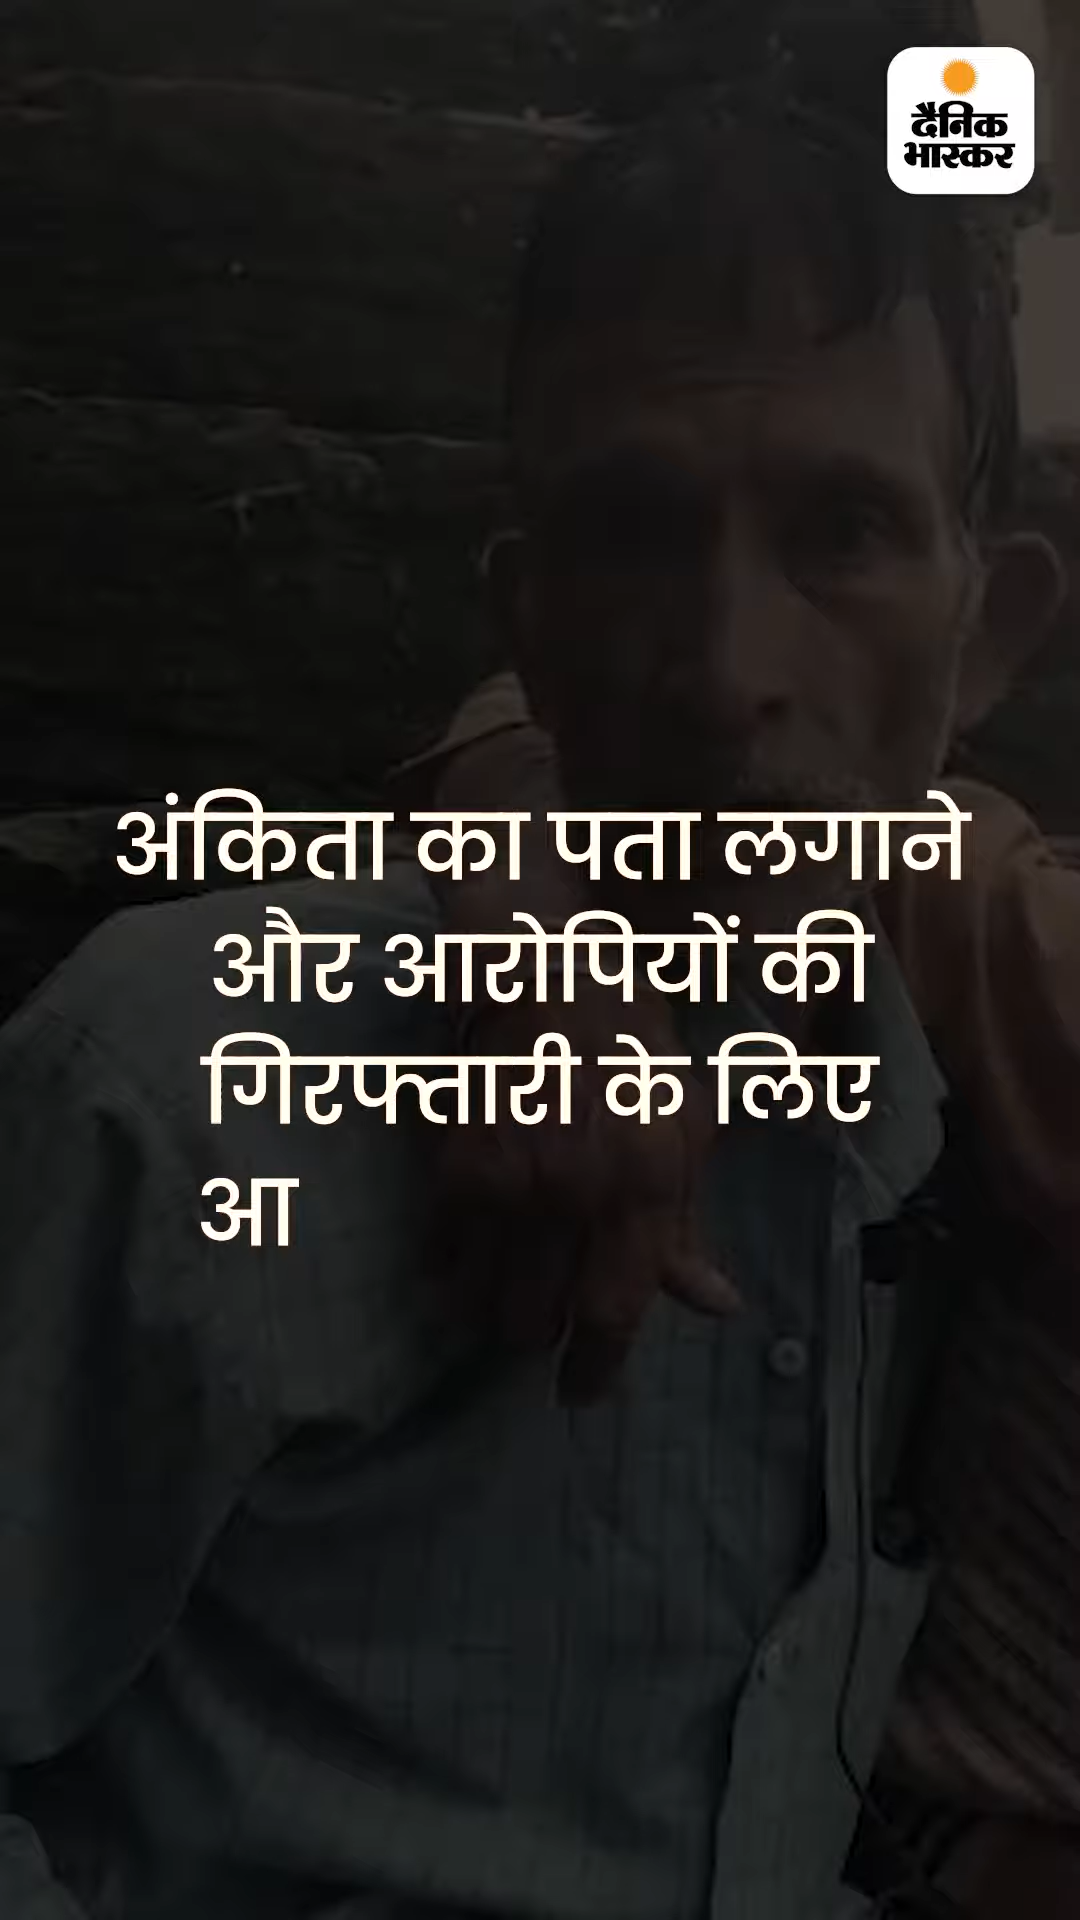 दैनिक
भास्कर
अंकिता का पता लगाने
और आरोपियों की
गिरफ्तारी के लिए
आ